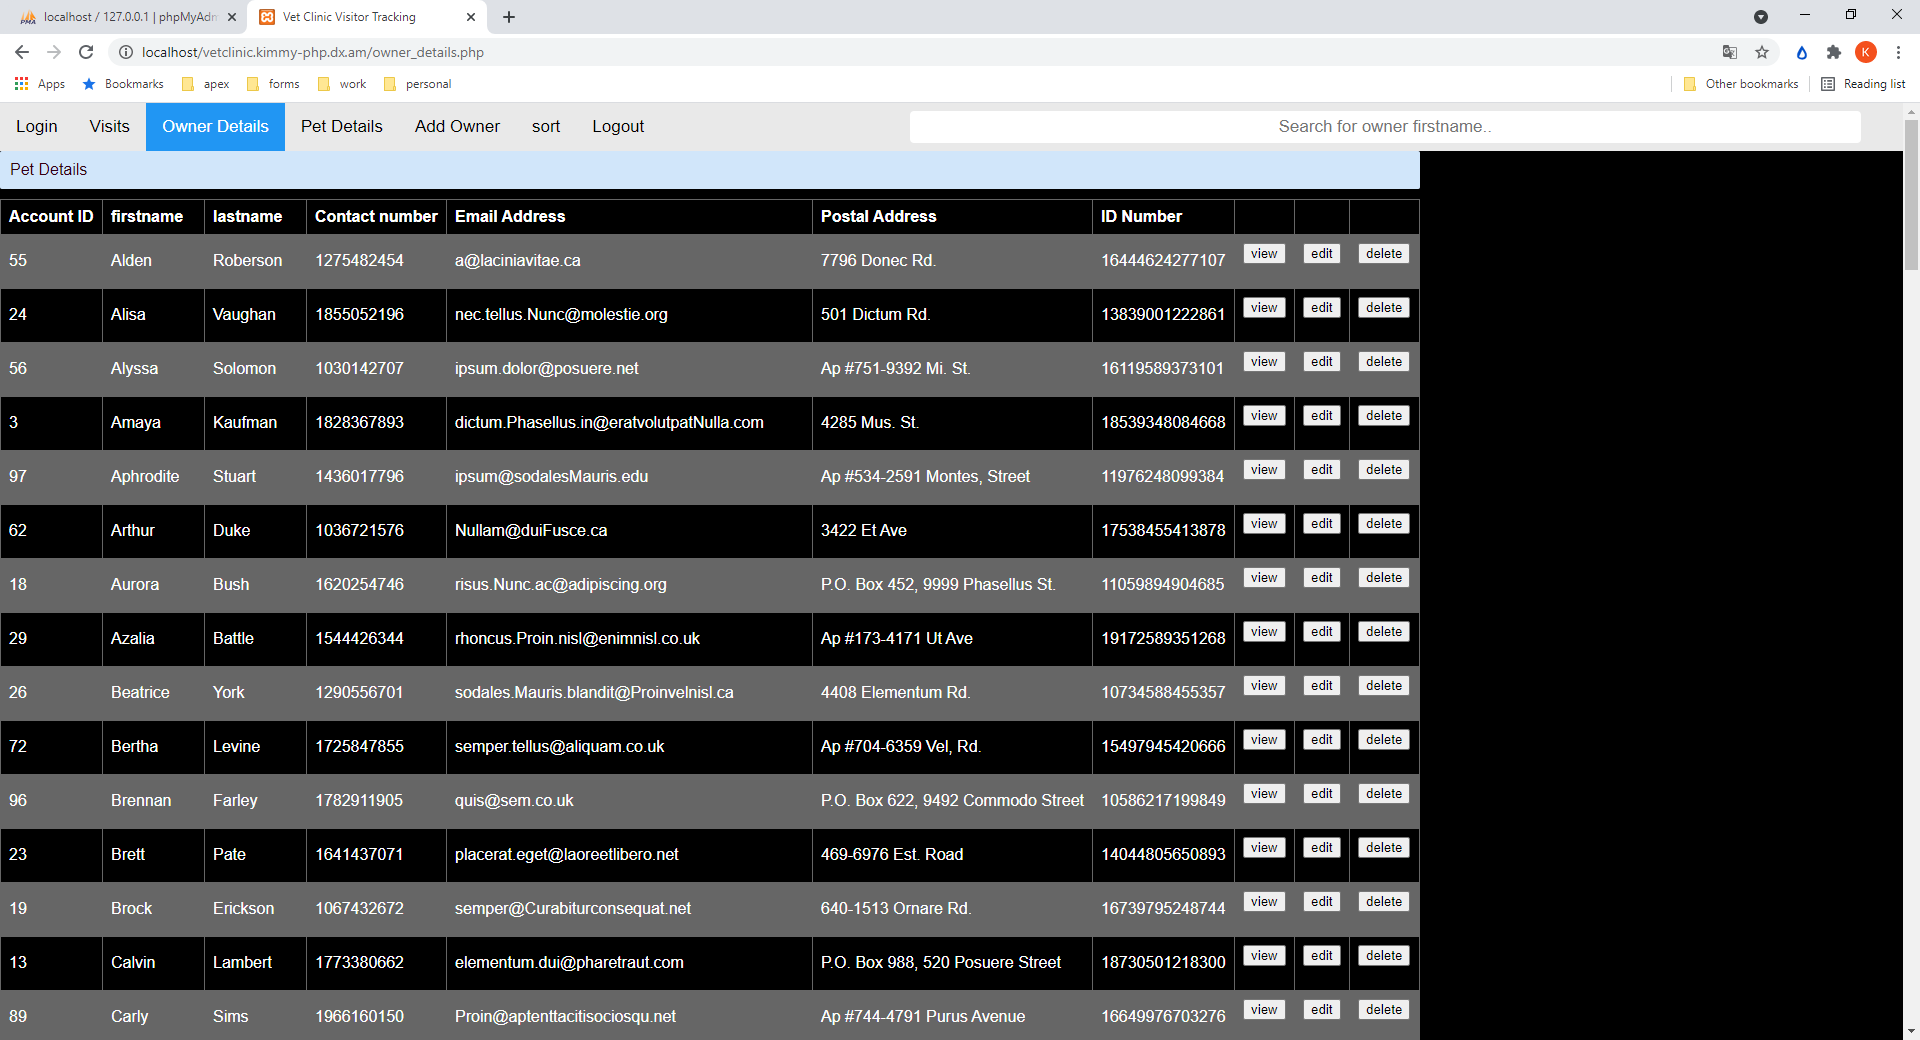 localhost / 127.0.0.1 | phpMyAdm
Vet Clinic Visitor Tracking
localhost/vetclinic.kimmy-php.dx.am/owner_details.php
K
Apps Bookmarks apex forms work personal Other bookmarks Reading list
Login Visits Owner Details Pet Details Add Owner sort Logout Search for owner firstname..
Pet Details
Account ID firstname lastname Contact number Email Address Postal Address ID Number
55 Alden Roberson 1275482454 a@laciniavitae.ca 7796 Donec Rd. 16444624277107 view edit delete
24 Alisa Vaughan 1855052196 nec.tellus.Nunc@molestie.org 501 Dictum Rd. 13839001222861 view edit delete
56 Alyssa Solomon 1030142707 ipsum.dolor@posuere.net Ap #751-9392 Mi. St. 16119589373101 view edit delete
3 Amaya Kaufman 1828367893 dictum.Phasellus.in@eratvolutpatNulla.com 4285 Mus. St. 18539348084668 view edit delete
97 Aphrodite Stuart 1436017796 ipsum@sodalesMauris.edu Ap #534-2591 Montes, Street 11976248099384 view edit delete
62 Arthur Duke 1036721576 Nullam@duiFusce.ca 3422 Et Ave 17538455413878 view edit delete
18 Aurora Bush 1620254746 risus.Nunc.ac@adipiscing.org P.O. Box 452, 9999 Phasellus St. 11059894904685 view edit delete
29 Azalia Battle 1544426344 rhoncus.Proin.nisl@enimnisl.co.uk Ap #173-4171 Ut Ave 19172589351268 view edit delete
26 Beatrice York 1290556701 sodales.Mauris.blandit@Proinvelnisl.ca 4408 Elementum Rd. 10734588455357 view edit delete
72 Bertha Levine 1725847855 semper.tellus@aliquam.co.uk Ap #704-6359 Vel, Rd. 15497945420666 view edit delete
96 Brennan Farley 1782911905 quis@sem.co.uk P.O. Box 622, 9492 Commodo Street 10586217199849 view edit delete
23 Brett Pate 1641437071 placerat.eget@laoreetlibero.net 469-6976 Est. Road 14044805650893 view edit delete
19 Brock Erickson 1067432672 semper@Curabiturconsequat.net 640-1513 Ornare Rd. 16739795248744 view edit delete
13 Calvin Lambert 1773380662 elementum.dui@pharetraut.com P.O. Box 988, 520 Posuere Street 18730501218300 view edit delete
89 Carly Sims 1966160150 Proin@aptenttacitisociosqu.net Ap #744-4791 Purus Avenue 16649976703276 view edit delete